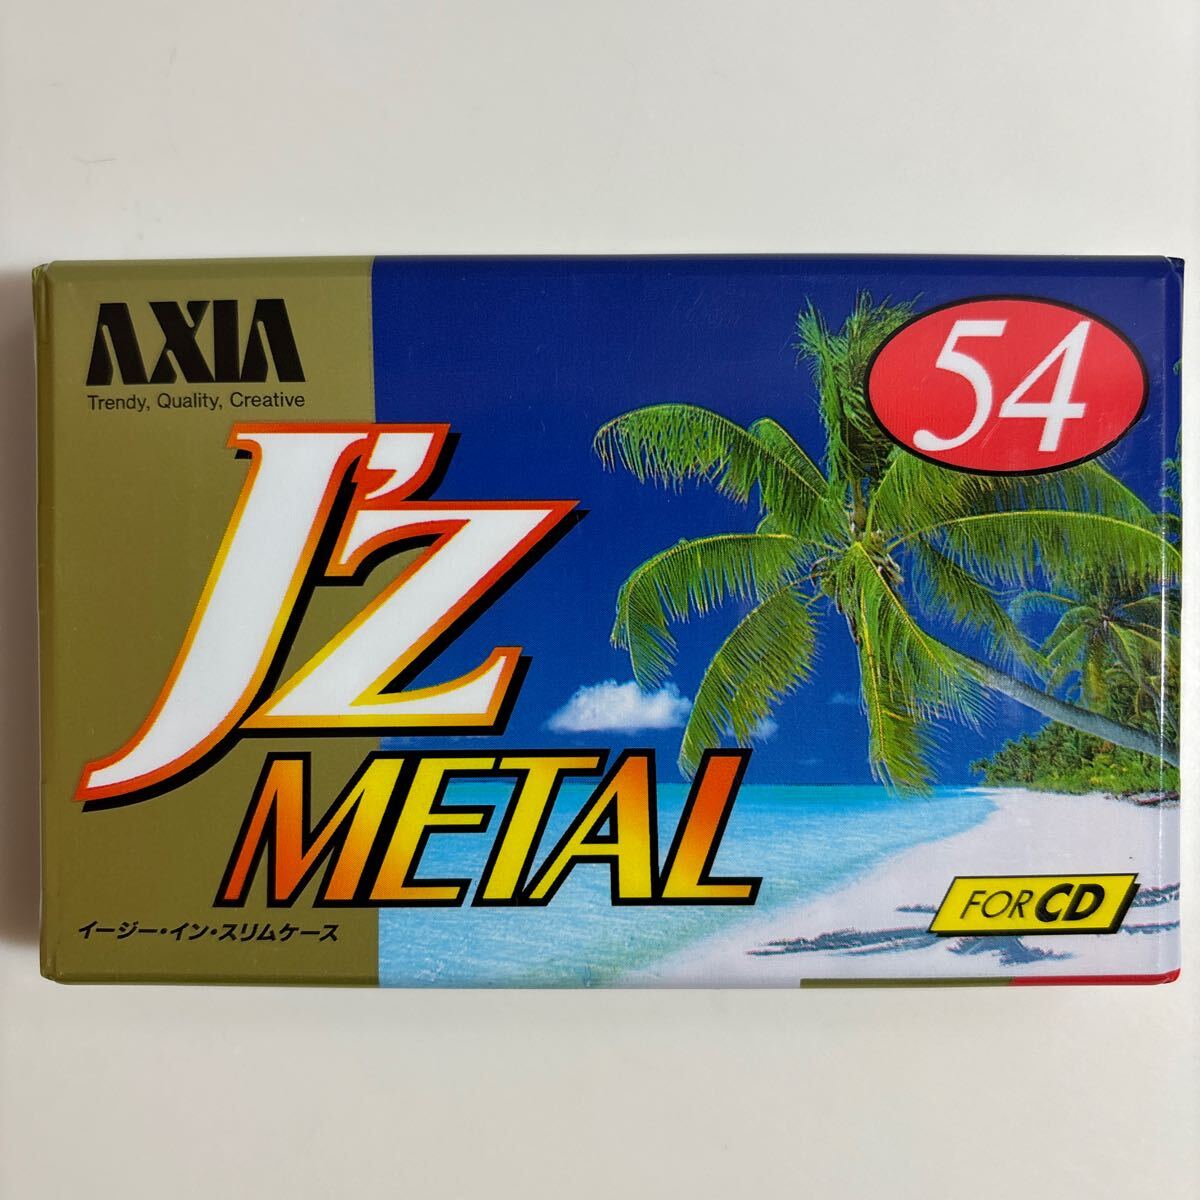 AXIA
Trendy, Quality, Creative
54
J'Z
METAL
FOR CD
イージー・イン・スリムケース